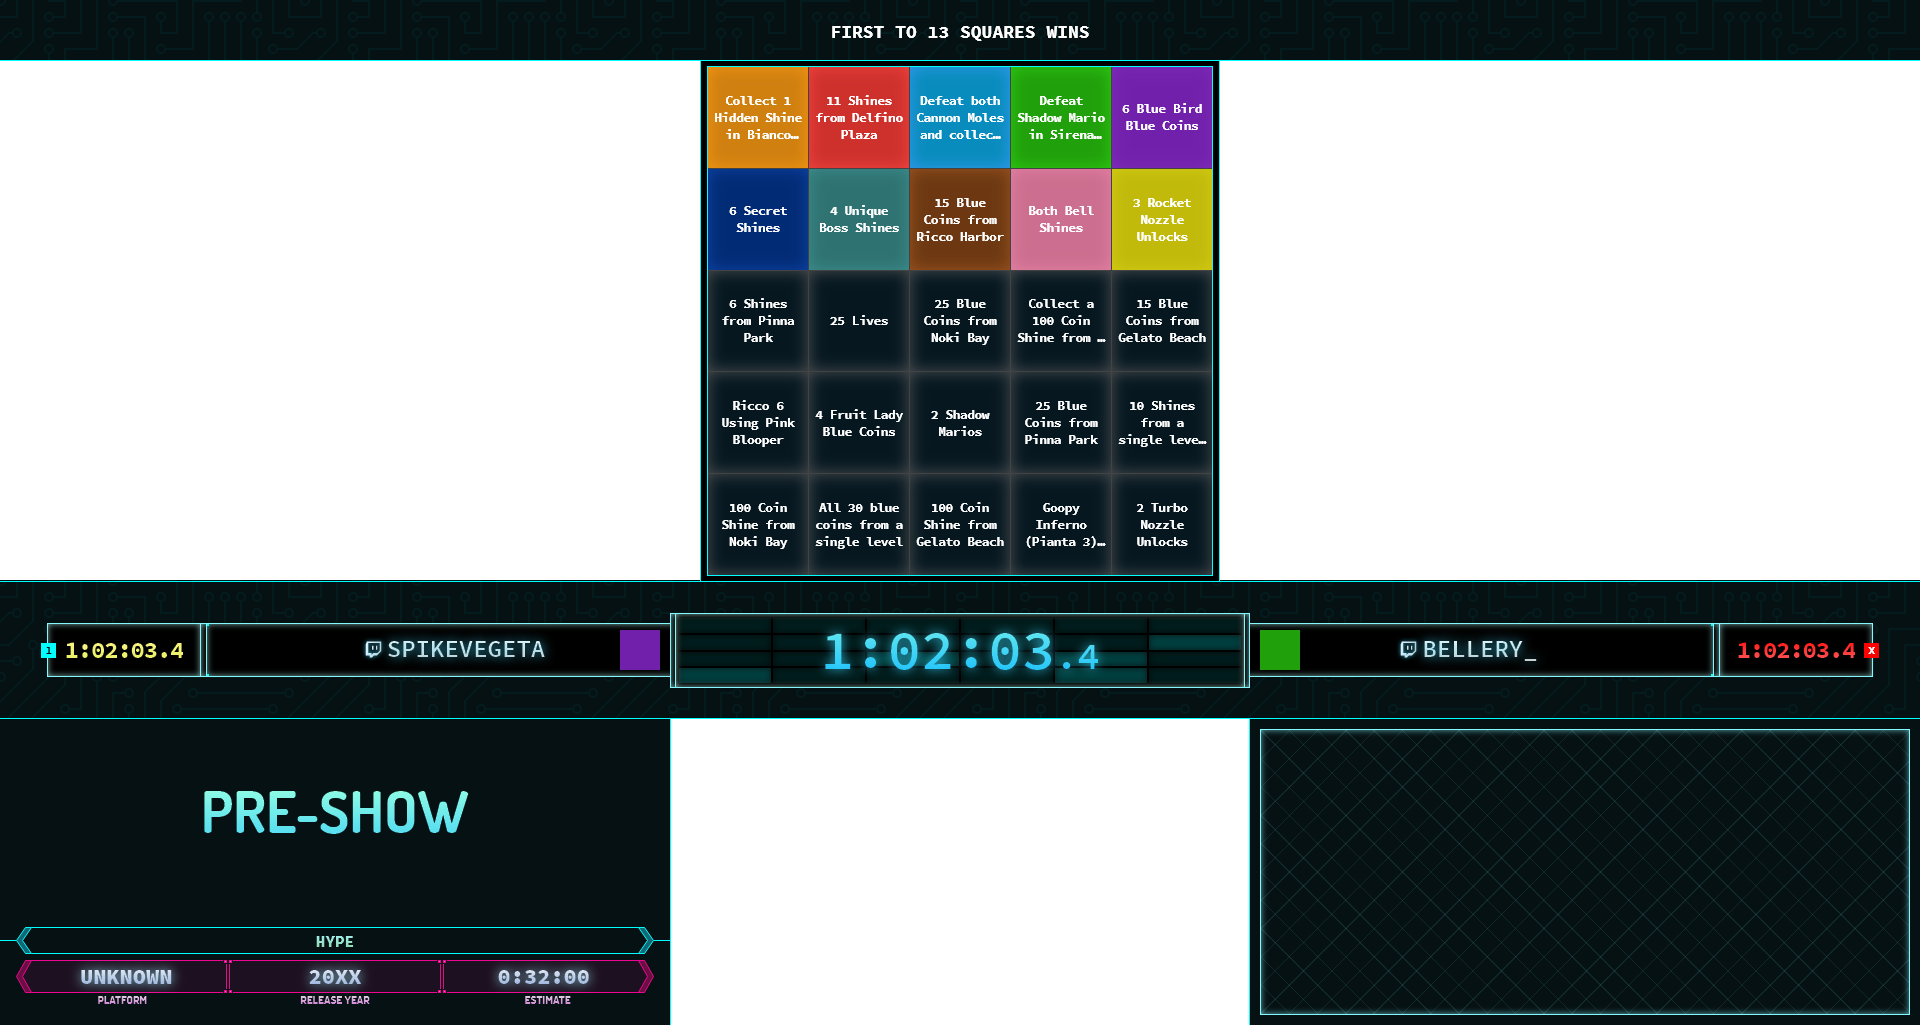 FIRST TO 13 SQUARES WINS
Collect 1
Hidden Shine
in Bianco…
11 Shines
from Delfino
Plaza
Defeat both
Cannon Moles
and collec…
Defeat
Shadow Mario
in Sirena…
6 Blue Bird
Blue Coins
6 Secret
Shines
4 Unique
Boss Shines
15 Blue
Coins from
Ricco Harbor
Both Bell
Shines
3 Rocket
Nozzle
Unlocks
6 Shines
from Pinna
Park
25 Lives
25 Blue
Coins from
Noki Bay
Collect a
100 Coin
Shine from …
15 Blue
Coins from
Gelato Beach
Ricco 6
Using Pink
Blooper
4 Fruit Lady
Blue Coins
2 Shadow
Marios
25 Blue
Coins from
Pinna Park
10 Shines
from a
single leve…
100 Coin
Shine from
Noki Bay
All 30 blue
coins from a
single level
100 Coin
Shine from
Gelato Beach
Goopy
Inferno
(Pianta 3)…
2 Turbo
Nozzle
Unlocks
1
1:02:03.4
SPIKEVEGETA
1:02:03.4
BELLERY_
1:02:03.4
X
PRE-SHOW
HYPE
UNKNOWN
PLATFORM
20XX
RELEASE YEAR
0:32:00
ESTIMATE